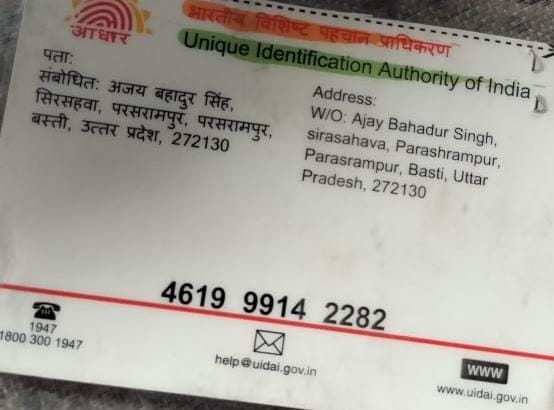 आधार
भारतीय विशिष्ट पहचान प्राधिकरण
Unique Identification Authority of India
पता:
संबोधित: अजय बहादुर सिंह,
सिरसहवा, परसरामपुर, परसरामपुर,
बस्ती, उत्तर प्रदेश, 272130
Address:
W/O: Ajay Bahadur Singh,
sirasahava, Parashrampur,
Parasrampur, Basti, Uttar
Pradesh, 272130
4619 9914 2282
1947
1800 300 1947
help@uidai.gov.in
WWW
www.uidai.gov.in